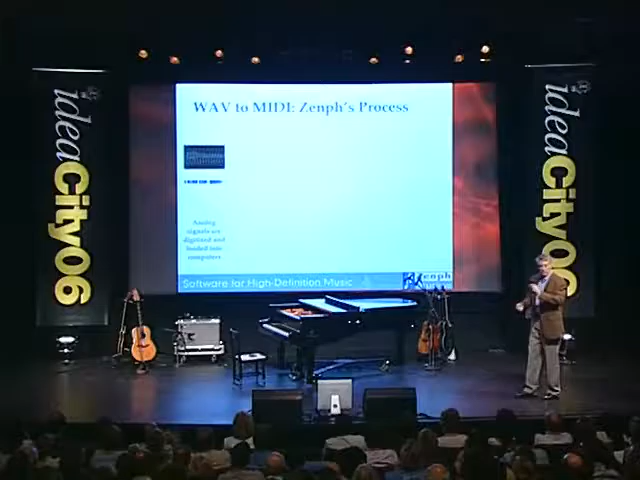 WAV to MIDI: Zenph's Process
Analog
signals are
digitized and
loaded into
computers
Software for High-Definition Music
Zenph
ideaCity06
ideaCity06